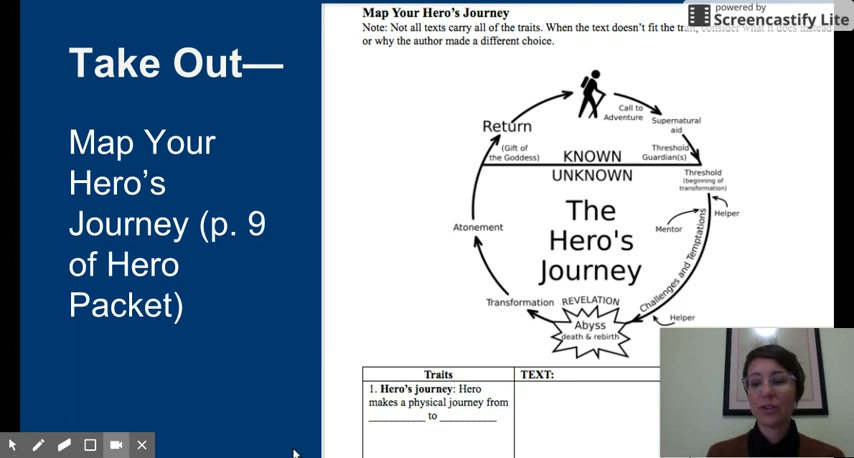 Take Out—
Map Your
Hero's
Journey (p. 9
of Hero
Packet)
powered by
Screencastify Lite
Map Your Hero's Journey
Note: Not all texts carry all of the traits. When the text doesn't fit the trait, consider what it does instead
or why the author made a different choice.
Call to
Adventure
Supernatural
aid
Return
(Gift of
the Goddess)
KNOWN
Threshold
Guardian(s)
UNKNOWN
Threshold
(beginning of
transformation)
The
Hero's
Journey
Helper
Mentor
Challenges and Temptations
Atonement
Transformation
REVELATION
Abyss
death & rebirth
Helper
Traits
TEXT:
1. Hero's journey: Hero
makes a physical journey from
__________ to __________